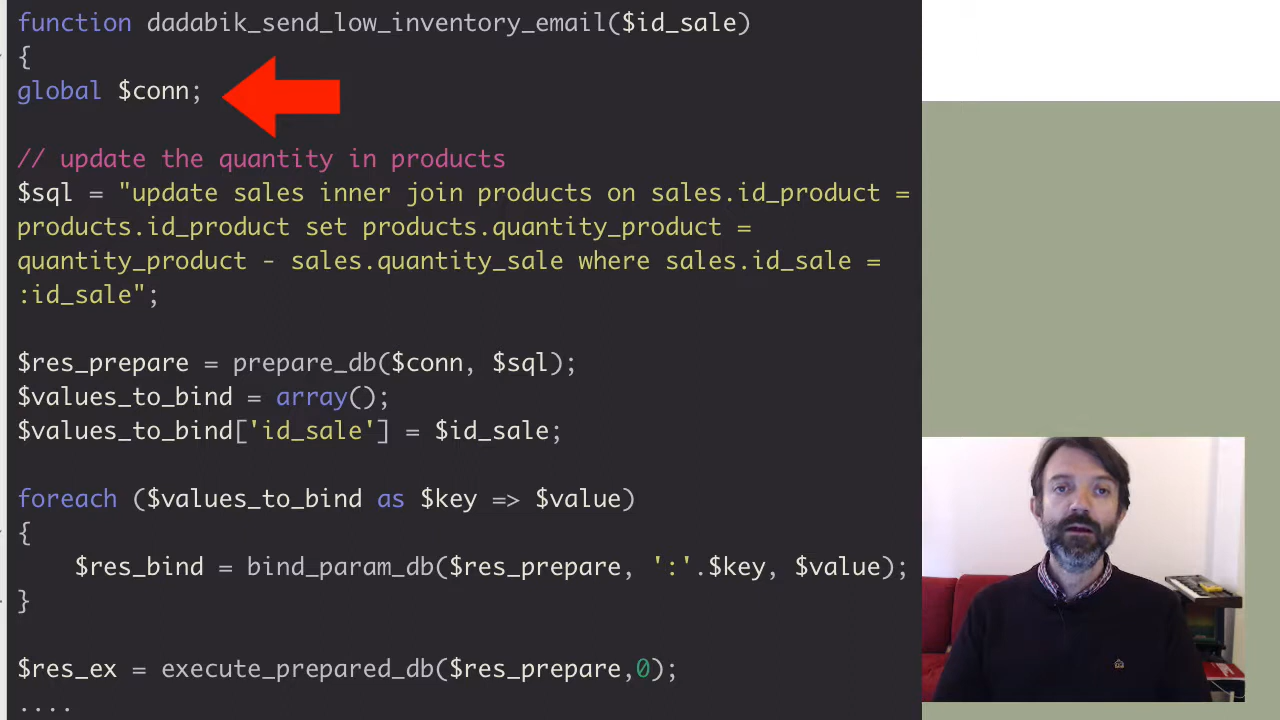 function dadabik_send_low_inventory_email($id_sale)
{
global $conn;
// update the quantity in products
$sql = "update sales inner join products on sales.id_product =
products.id_product set products.quantity_product =
quantity_product - sales.quantity_sale where sales.id_sale =
:id_sale";
$res_prepare = prepare_db($conn, $sql);
$values_to_bind = array();
$values_to_bind['id_sale'] = $id_sale;
foreach ($values_to_bind as $key => $value)
{
$res_bind = bind_param_db($res_prepare, ':'.$key, $value);
}
$res_ex = execute_prepared_db($res_prepare,0);
....